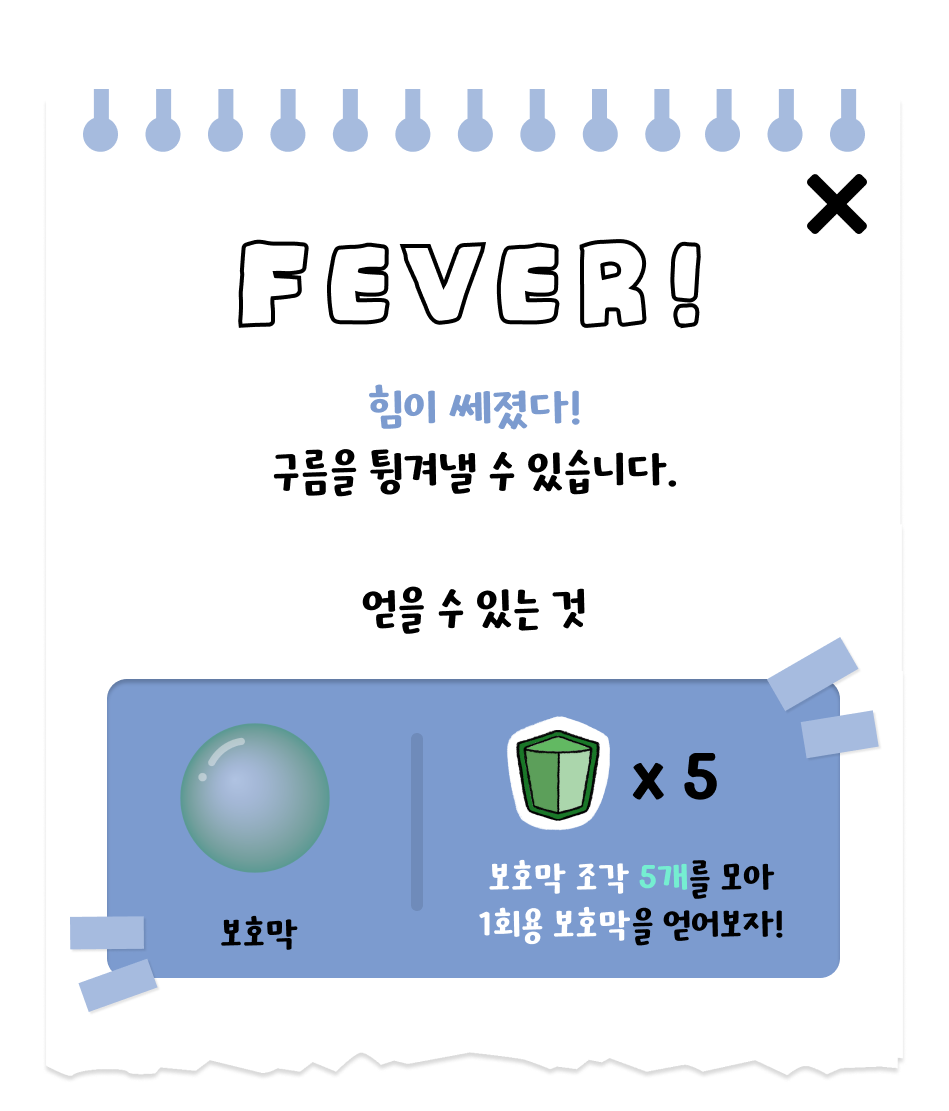 FEVER!
힘이 쎄졌다!
구름을 튕겨낼 수 있습니다.
얻을 수 있는 것
x 5
보호막 조각 5개를 모아
1회용 보호막을 얻어보자!
보호막